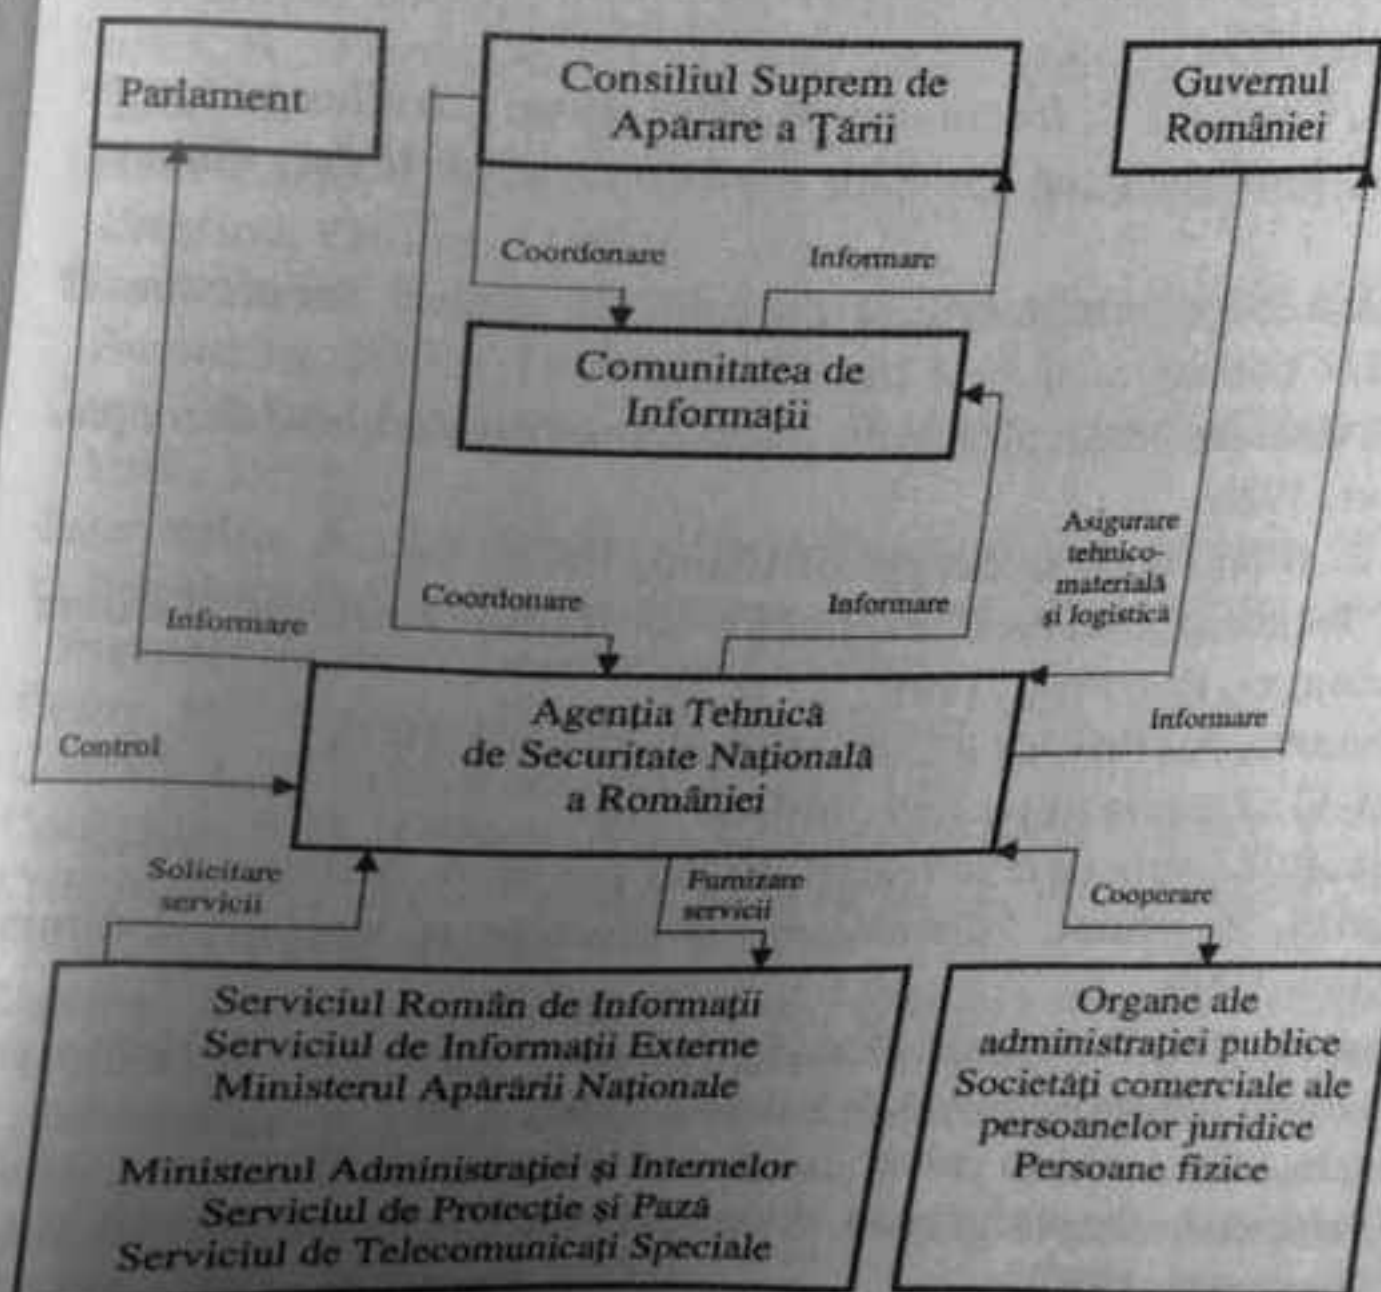 Parlament
Consiliul Suprem de
Apărare a Țării
Guvernul
României
Coordonare
Informare
Comunitatea de
Informații
Asigurare
tehnico-
materială
și logistică
Coordonare
Informare
Informare
Agenția Tehnică
de Securitate Națională
a României
Informare
Control
Solicitare
servicii
Furnizare
servicii
Cooperare
Serviciul Român de Informații
Serviciul de Informații Externe
Ministerul Apărării Naționale
Ministerul Administrației și Internelor
Serviciul de Protecție și Pază
Serviciul de Telecomunicați Speciale
Organe ale
administrației publice
Societăți comerciale ale
persoanelor juridice
Persoane fizice